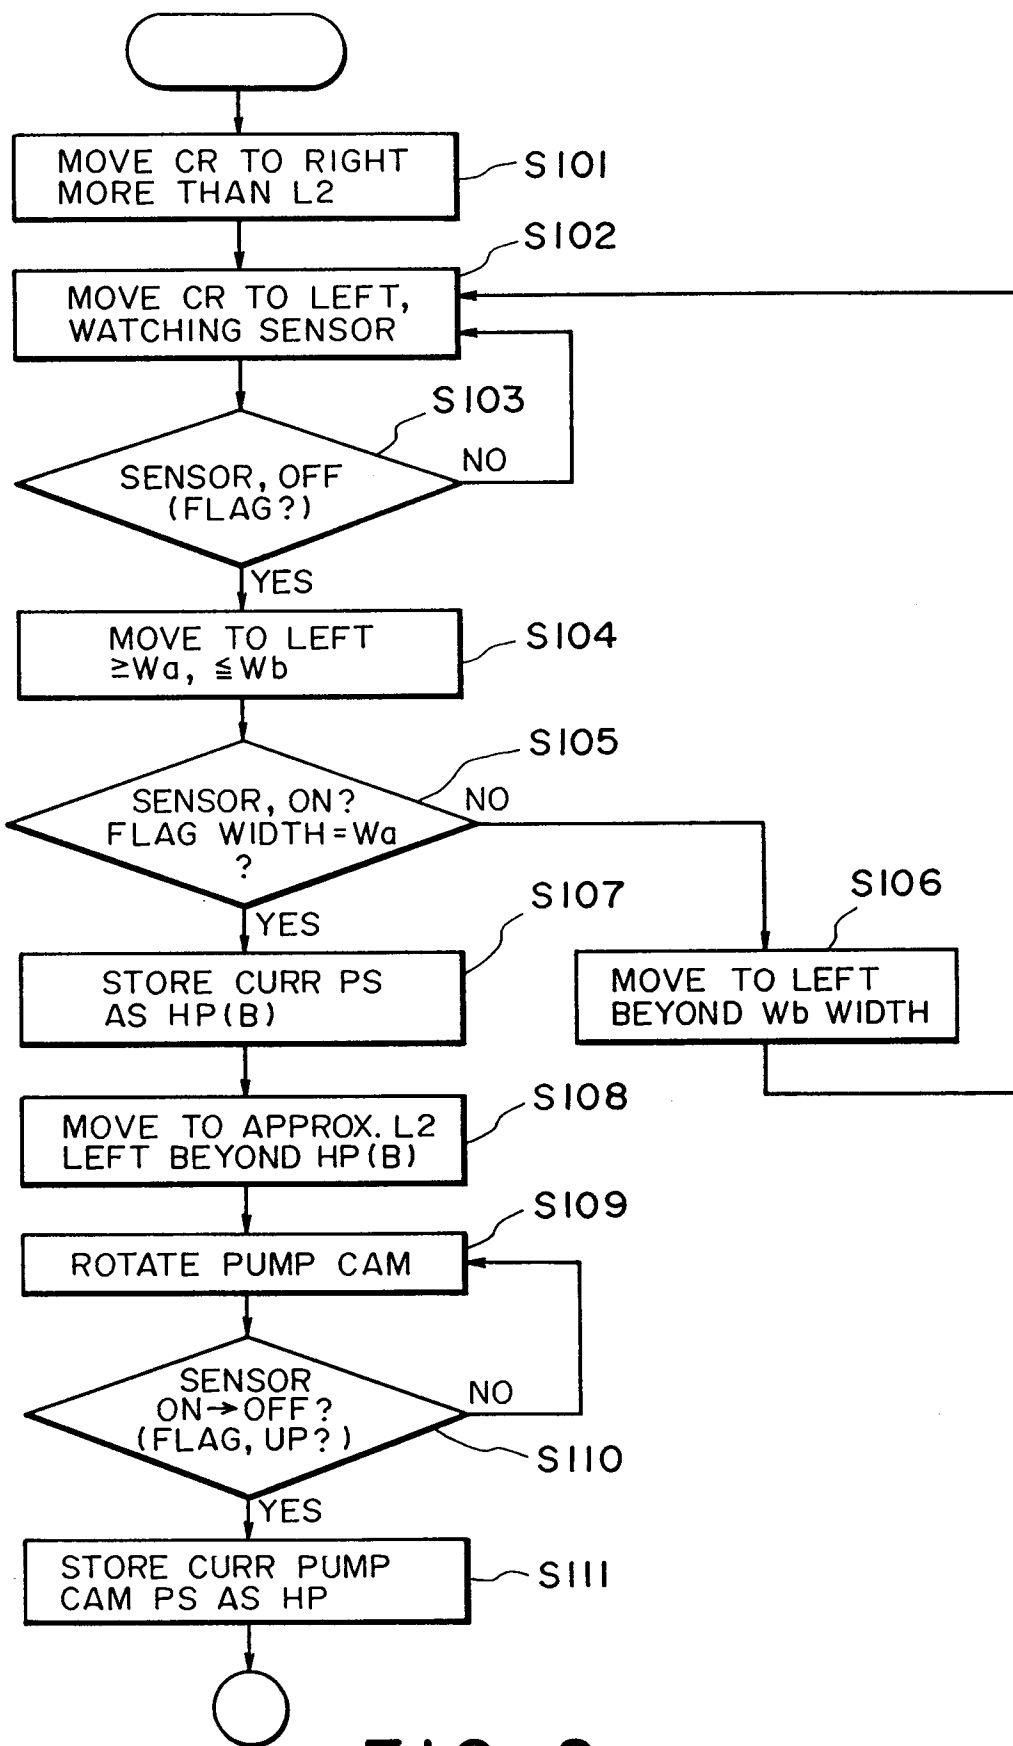 MOVE CR TO RIGHT
MORE THAN L2
S101
S102
MOVE CR TO LEFT,
WATCHING SENSOR
S103
SENSOR, OFF
(FLAG?)
NO
YES
MOVE TO LEFT
≧Wa, ≦Wb
S104
S105
SENSOR, ON?
FLAG WIDTH=Wa
?
NO
YES
S106
MOVE TO LEFT
BEYOND Wb WIDTH
S107
STORE CURR PS
AS HP(B)
S108
MOVE TO APPROX. L2
LEFT BEYOND HP(B)
S109
ROTATE PUMP CAM
SENSOR
ON→OFF?
(FLAG, UP?)
NO
S110
YES
STORE CURR PUMP
CAM PS AS HP
S111